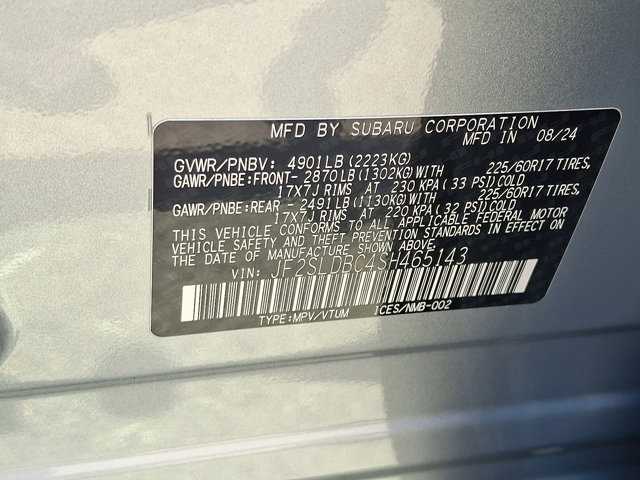 MFD BY SUBARU CORPORATION
MFD IN 08/24
GVWR/PNBV: 4901LB(2223KG)
GAWR/PNBE:FRONT- 2870LB(1302KG)WITH 225/60R17 TIRES,
17X7J RIMS AT 230 KPA(33 PSI)COLD
GAWR/PNBE:REAR - 2491LB(1130KG)WITH 225/60R17 TIRES,
17X7J RIMS AT 220 KPA(32 PSI)COLD
THIS VEHICLE CONFORMS TO ALL APPLICABLE FEDERAL MOTOR
VEHICLE SAFETY AND THEFT PREVENTION STANDARDS IN EFFECT ON
THE DATE OF MANUFACTURE SHOWN ABOVE.
VIN: JF2SLDBC4SH465143
TYPE:MPV/VTUM ICES/NMB-002